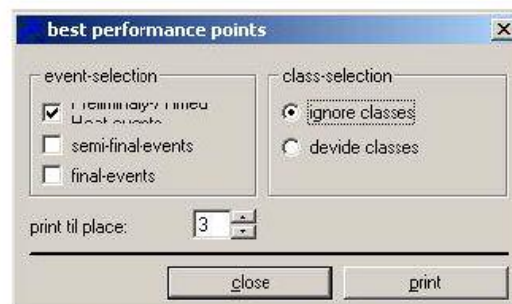 best performance points
event-selection
semi-final-events
final-events
class-selection
ignore classes
devide classes
print til place: 3
close
print